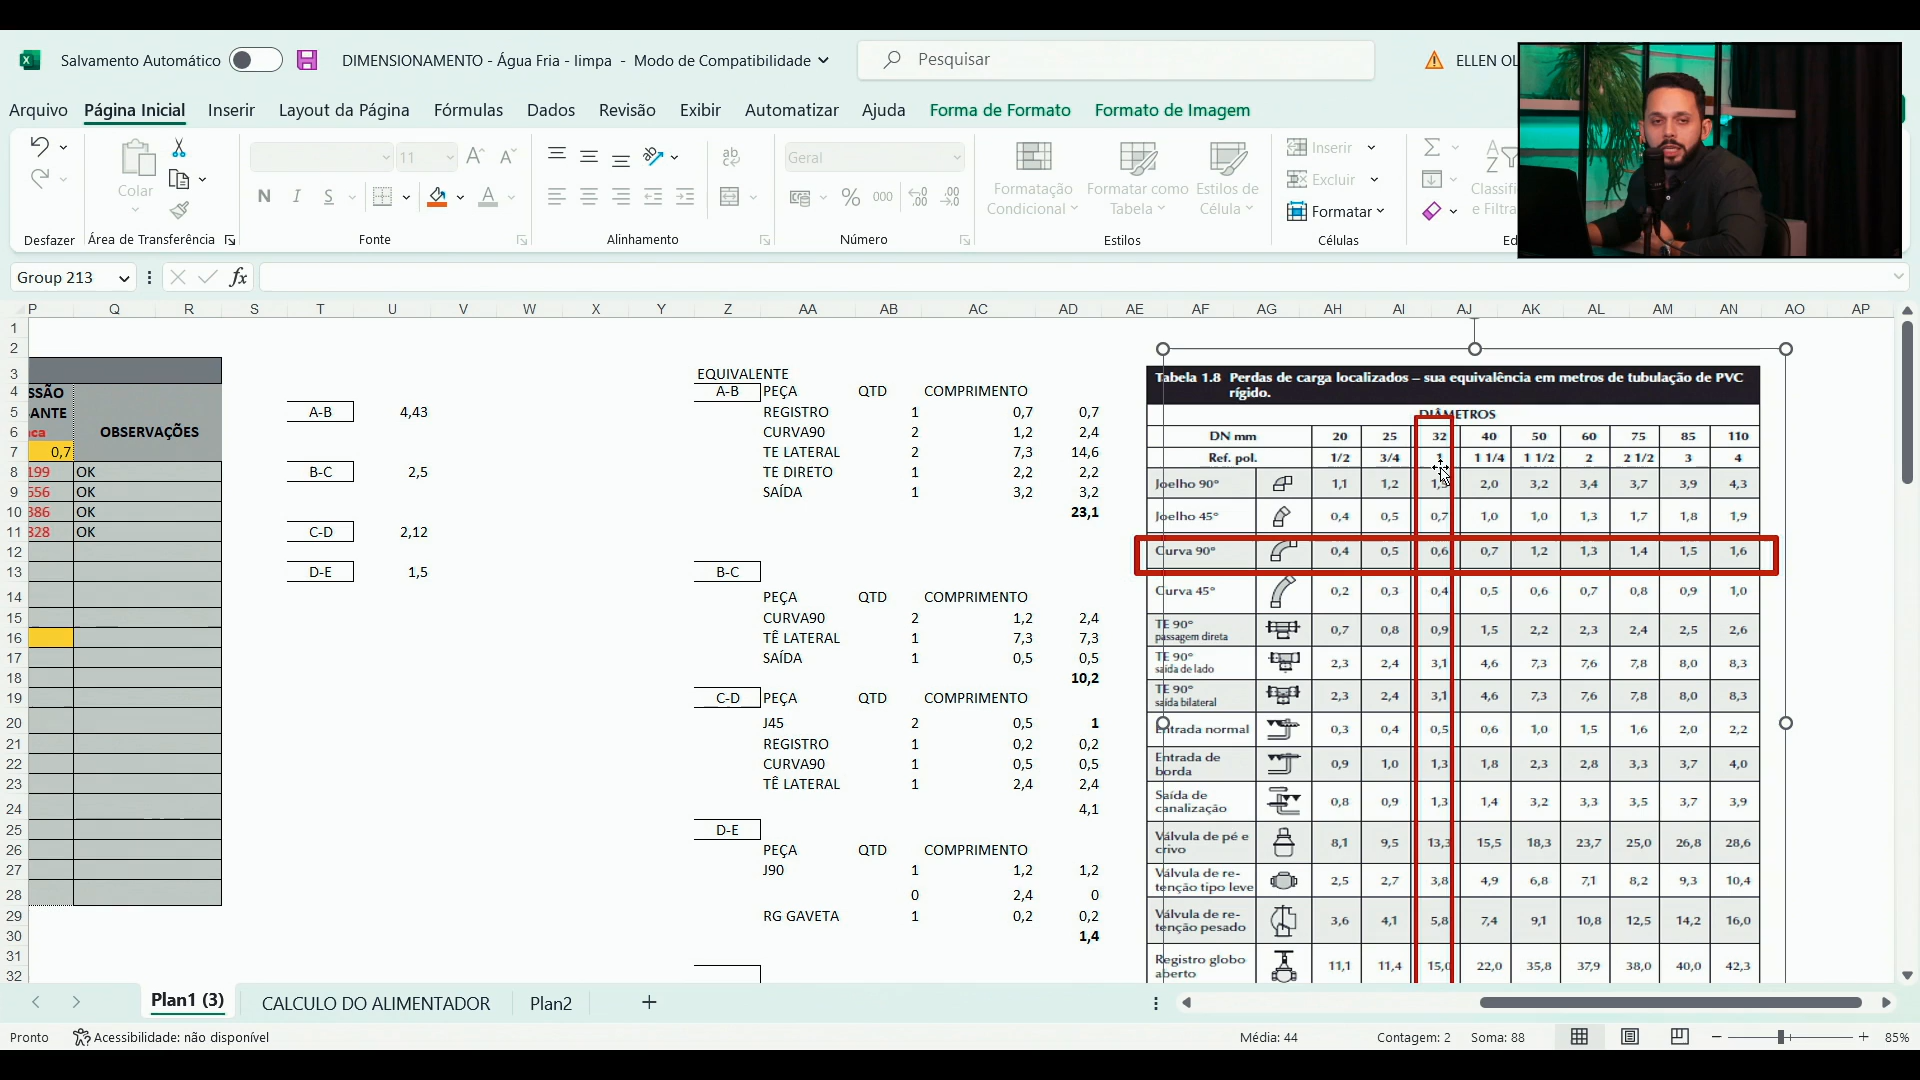 Salvamento Automático
DIMENSIONAMENTO - Água Fria - limpa - Modo de Compatibilidade
Pesquisar
ELLEN OL
Arquivo Página Inicial Inserir Layout da Página Fórmulas Dados Revisão Exibir Automatizar Ajuda Forma de Formato Formato de Imagem
Colar
11
N I S
ab
Geral
% 000
Formatação Condicional
Formatar como Tabela
Estilos de Célula
Inserir
Excluir
Formatar
Classifi
e Filtra
Desfazer Área de Transferência Fonte Alinhamento Número Estilos Células Ed
Group 213 fx
P Q R S T U V W X Y Z AA AB AC AD AE AF AG AH AI AJ AK AL AM AN AO AP
1
2
3 EQUIVALENTE
4 SSÃO A-B PEÇA QTD COMPRIMENTO
5 ANTE A-B 4,43 REGISTRO 1 0,7 0,7
6 ca OBSERVAÇÕES CURVA90 2 1,2 2,4
7 0,7 TE LATERAL 2 7,3 14,6
8 199 OK B-C 2,5 TE DIRETO 1 2,2 2,2
9 656 OK SAÍDA 1 3,2 3,2
10 386 OK 23,1
11 328 OK C-D 2,12
12
13 D-E 1,5 B-C
14 PEÇA QTD COMPRIMENTO
15 CURVA90 2 1,2 2,4
16 TÊ LATERAL 1 7,3 7,3
17 SAÍDA 1 0,5 0,5
18 10,2
19 C-D PEÇA QTD COMPRIMENTO
20 J45 2 0,5 1
21 REGISTRO 1 0,2 0,2
22 CURVA90 1 0,5 0,5
23 TÊ LATERAL 1 2,4 2,4
24 4,1
25 D-E
26 PEÇA QTD COMPRIMENTO
27 J90 1 1,2 1,2
28 0 2,4 0
29 RG GAVETA 1 0,2 0,2
30 1,4
31
32
Tabela 1.8 Perdas de carga localizados – sua equivalência em metros de tubulação de PVC
rígido.
DIÂMETROS
DN mm 20 25 32 40 50 60 75 85 110
Ref. pol. 1/2 3/4 1 1 1/4 1 1/2 2 2 1/2 3 4
Joelho 90° 1,1 1,2 2,0 3,2 3,4 3,7 3,9 4,3
Joelho 45° 0,4 0,5 0,7 1,0 1,0 1,3 1,7 1,8 1,9
Curva 90° 0,4 0,5 0,6 0,7 1,2 1,3 1,4 1,5 1,6
Curva 45° 0,2 0,3 0,4 0,5 0,6 0,7 0,8 0,9 1,0
TE 90°
passagem direta 0,7 0,8 0,9 1,5 2,2 2,3 2,4 2,5 2,6
TE 90°
saida de lado 2,3 2,4 3,1 4,6 7,3 7,6 7,8 8,0 8,3
TE 90°
saida bilateral 2,3 2,4 3,1 4,6 7,3 7,6 7,8 8,0 8,3
Entrada normal 0,3 0,4 0,5 0,6 1,0 1,5 1,6 2,0 2,2
Entrada de
borda 0,9 1,0 1,3 1,8 2,3 2,8 3,3 3,7 4,0
Saída de
canalização 0,8 0,9 1,3 1,4 3,2 3,3 3,5 3,7 3,9
Válvula de pé e
crivo 8,1 9,5 13,3 15,5 18,3 23,7 25,0 26,8 28,6
Válvula de re-
tenção tipo leve 2,5 2,7 3,8 4,9 6,8 7,1 8,2 9,3 10,4
Válvula de re-
tenção pesado 3,6 4,1 5,8 7,4 9,1 10,8 12,5 14,2 16,0
Registro globo
aberto 11,1 11,4 15,0 22,0 35,8 37,9 38,0 40,0 42,3
Plan1 (3) CALCULO DO ALIMENTADOR Plan2
Pronto Acessibilidade: não disponível Média: 44 Contagem: 2 Soma: 88 85%